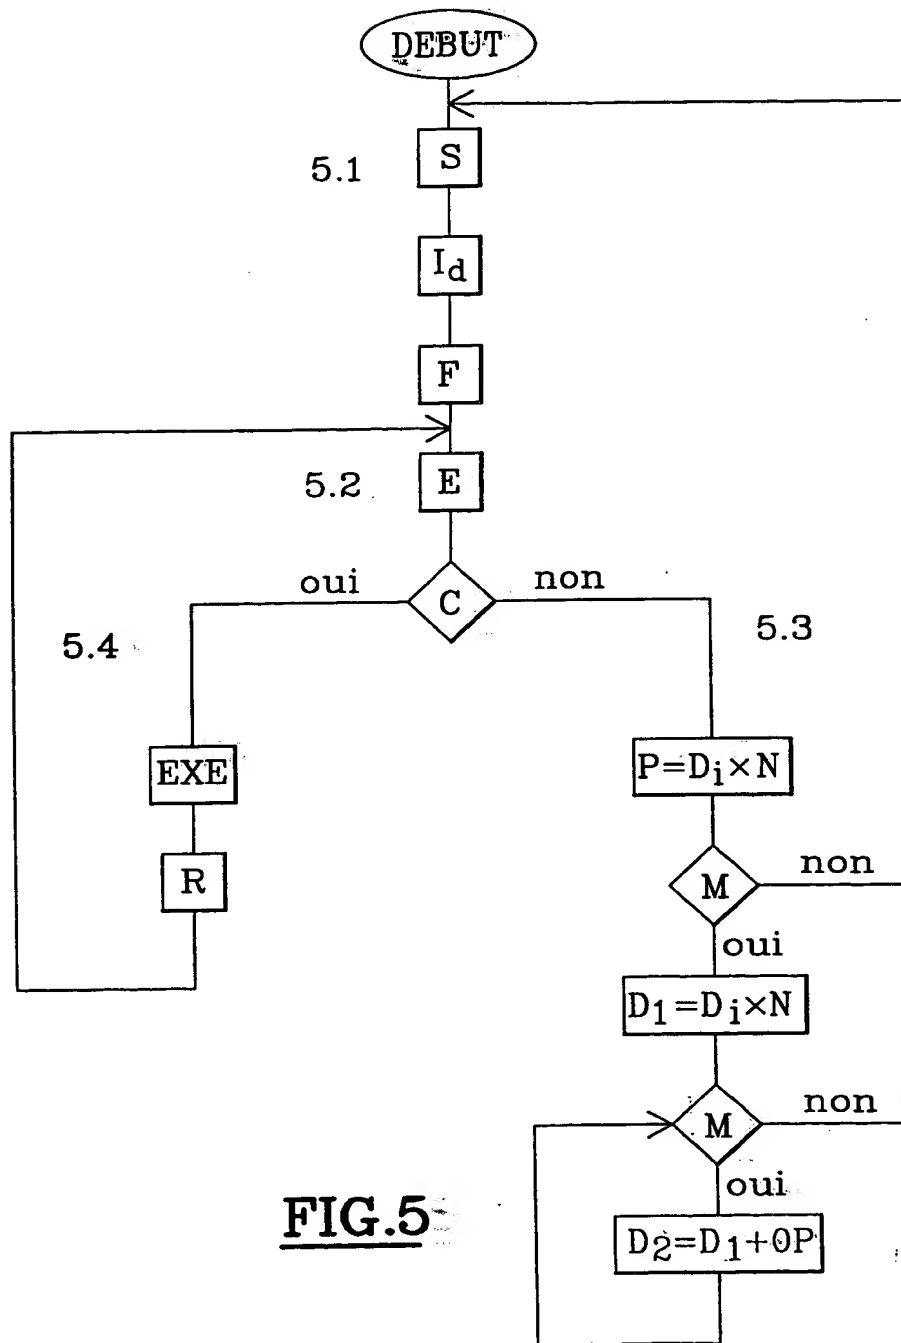 DEBUT
5.1
S
Id
F
5.2
E
oui
C
non
5.4
5.3
EXE
R
P=Di×N
M
non
oui
D1=Di×N
M
non
oui
D2=D1+0P
FIG.5